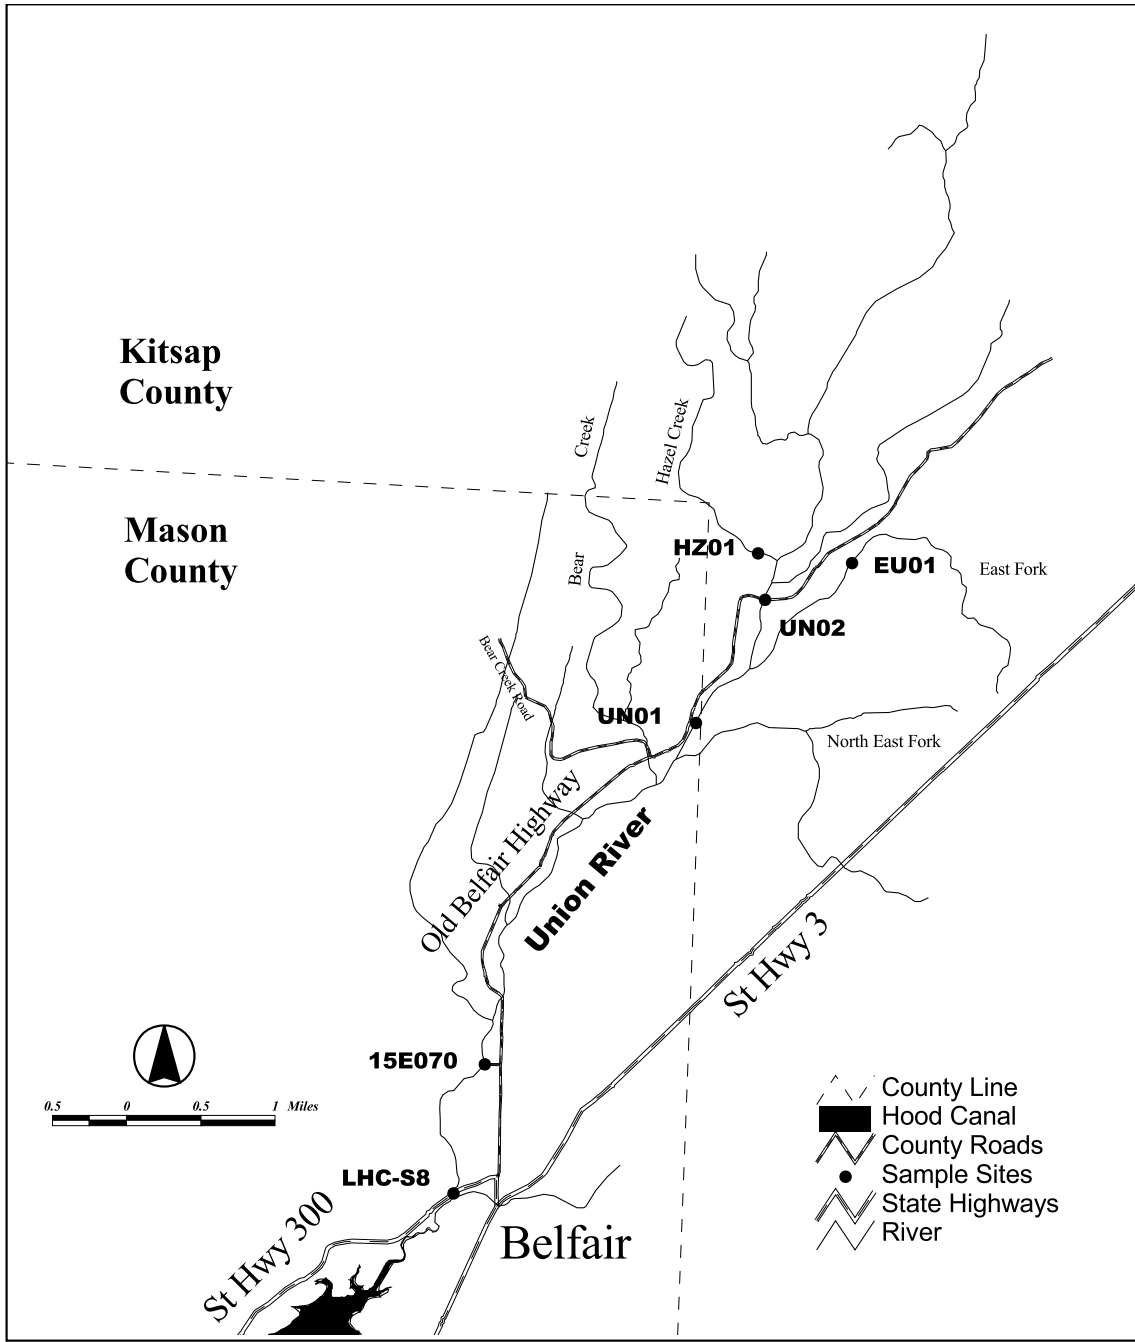 Kitsap
County
Creek
Hazel Creek
Mason
County
HZ01
Bear
EU01
East Fork
UN02
Bear Creek Road
UN01
North East Fork
Old Belfair Highway
Union River
St Hwy 3
15E070
0.5 0 0.5 1 Miles
County Line
Hood Canal
County Roads
Sample Sites
State Highways
River
LHC-S8
St Hwy 300
Belfair